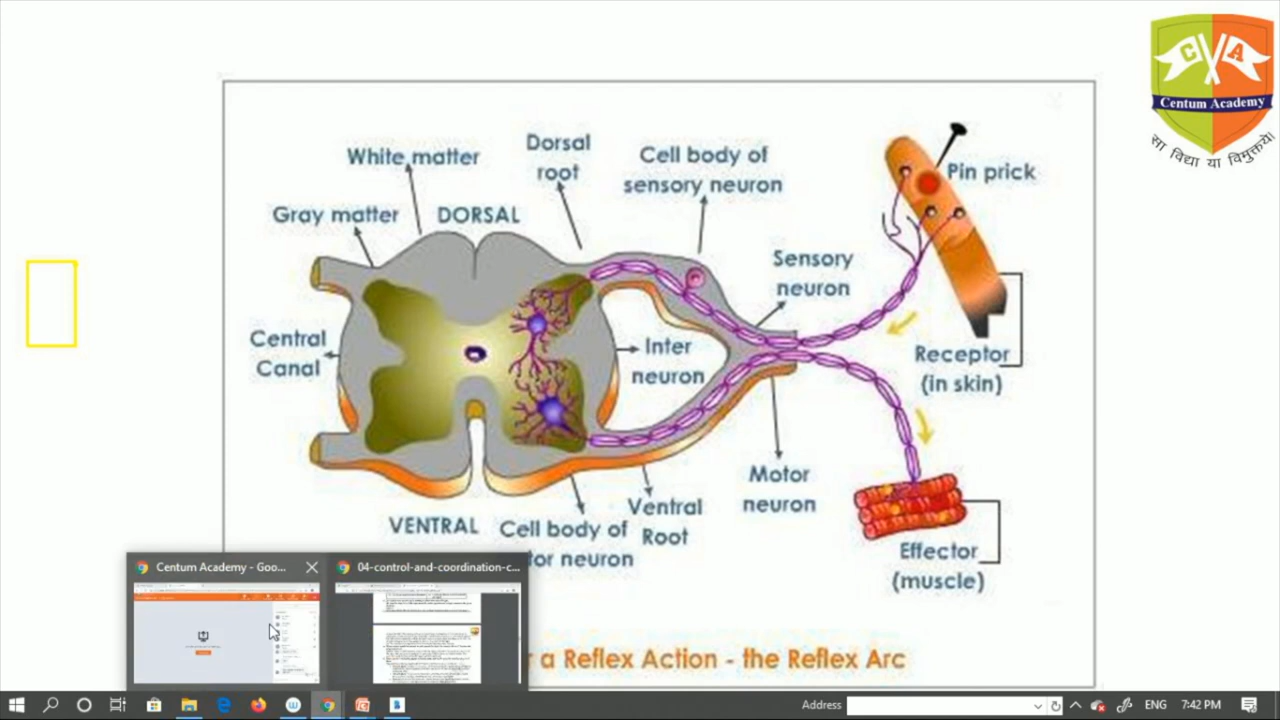 C A
Centum Academy
सा विद्या या विमुक्तये।
White matter
Dorsal
root
Cell body of
sensory neuron
Pin prick
Gray matter
DORSAL
Sensory
neuron
Central
Canal
Inter
neuron
Receptor
(in skin)
Motor
neuron
Ventral
Root
VENTRAL
Cell body of
tor neuron
Effector
(muscle)
Centum Academy - Goo...
04-control-and-coordination-c...
r a Reflex Action - the Reflex Arc
Address
ENG
7:42 PM